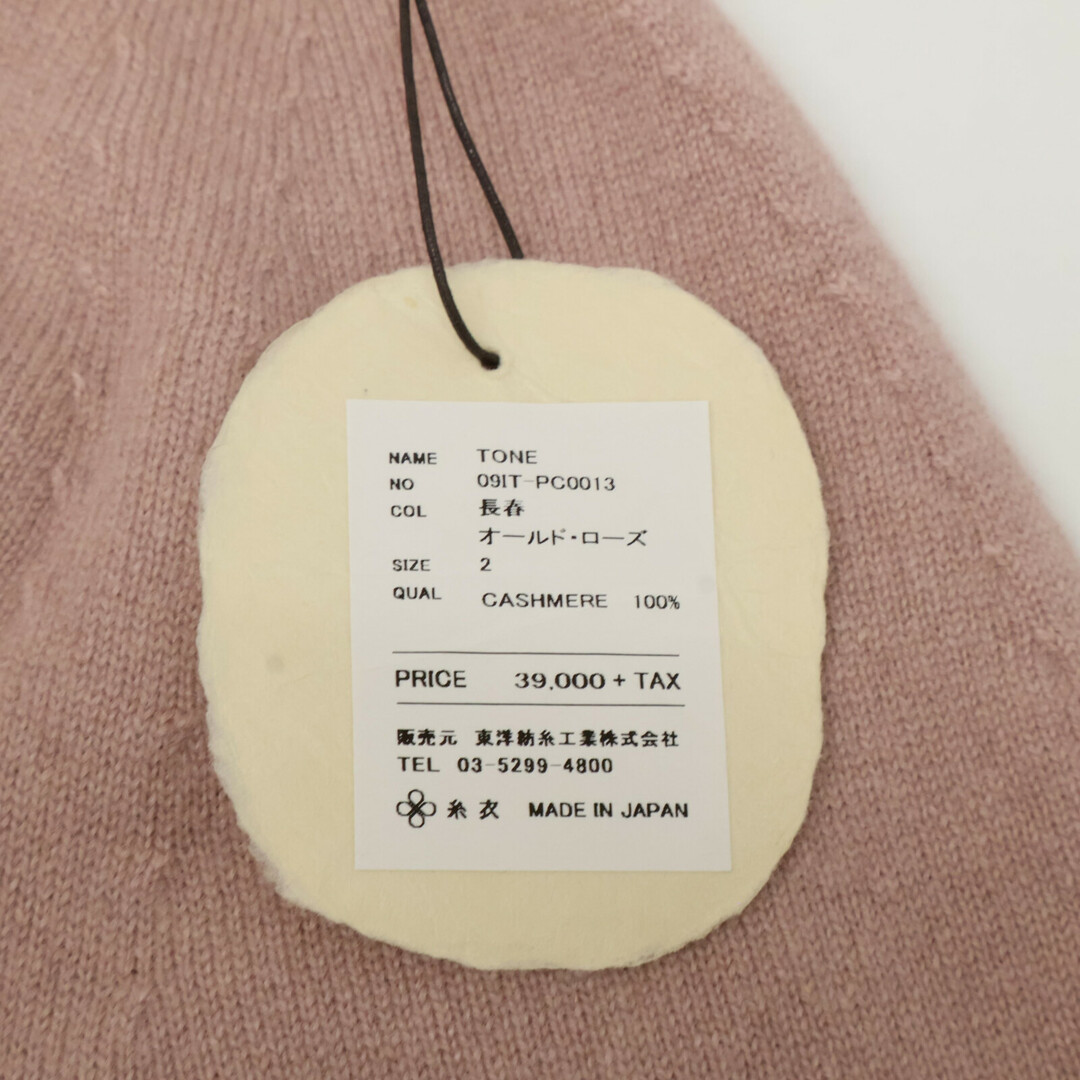 NAME TONE
NO 09IT-PC0013
COL 長春
オールド・ローズ
SIZE 2
QUAL CASHMERE 100%
PRICE 39,000 + TAX
販売元 東洋紡糸工業株式会社
TEL 03-5299-4800
糸衣 MADE IN JAPAN